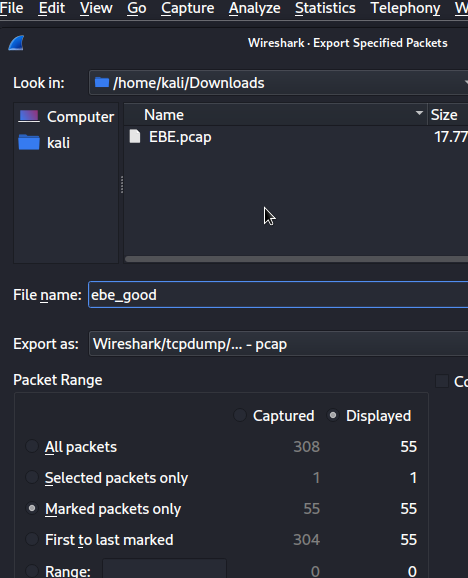 File Edit View Go Capture Analyze Statistics Telephony W
Wireshark · Export Specified Packets
Look in: /home/kali/Downloads
Computer
kali
Name Size
EBE.pcap 17.77
File name: ebe_good
Export as: Wireshark/tcpdump/... - pcap
Packet Range
Co
Captured Displayed
All packets 308 55
Selected packets only 1 1
Marked packets only 55 55
First to last marked 304 55
Range: 0 0